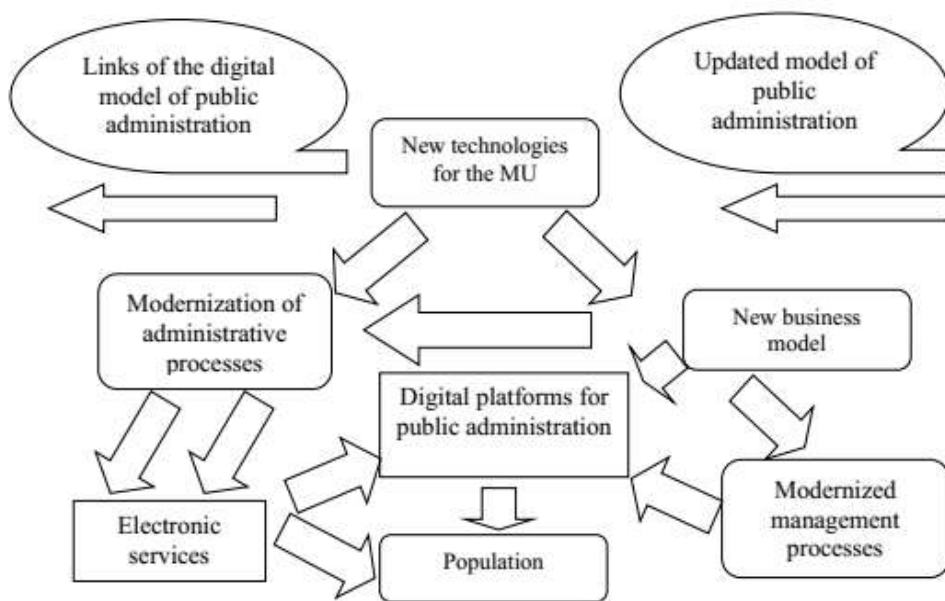 Links of the digital
model of public
administration
Updated model of
public
administration
New technologies
for the MU
Modernization of
administrative
processes
New business
model
Digital platforms for
public administration
Electronic
services
Population
Modernized
management
processes